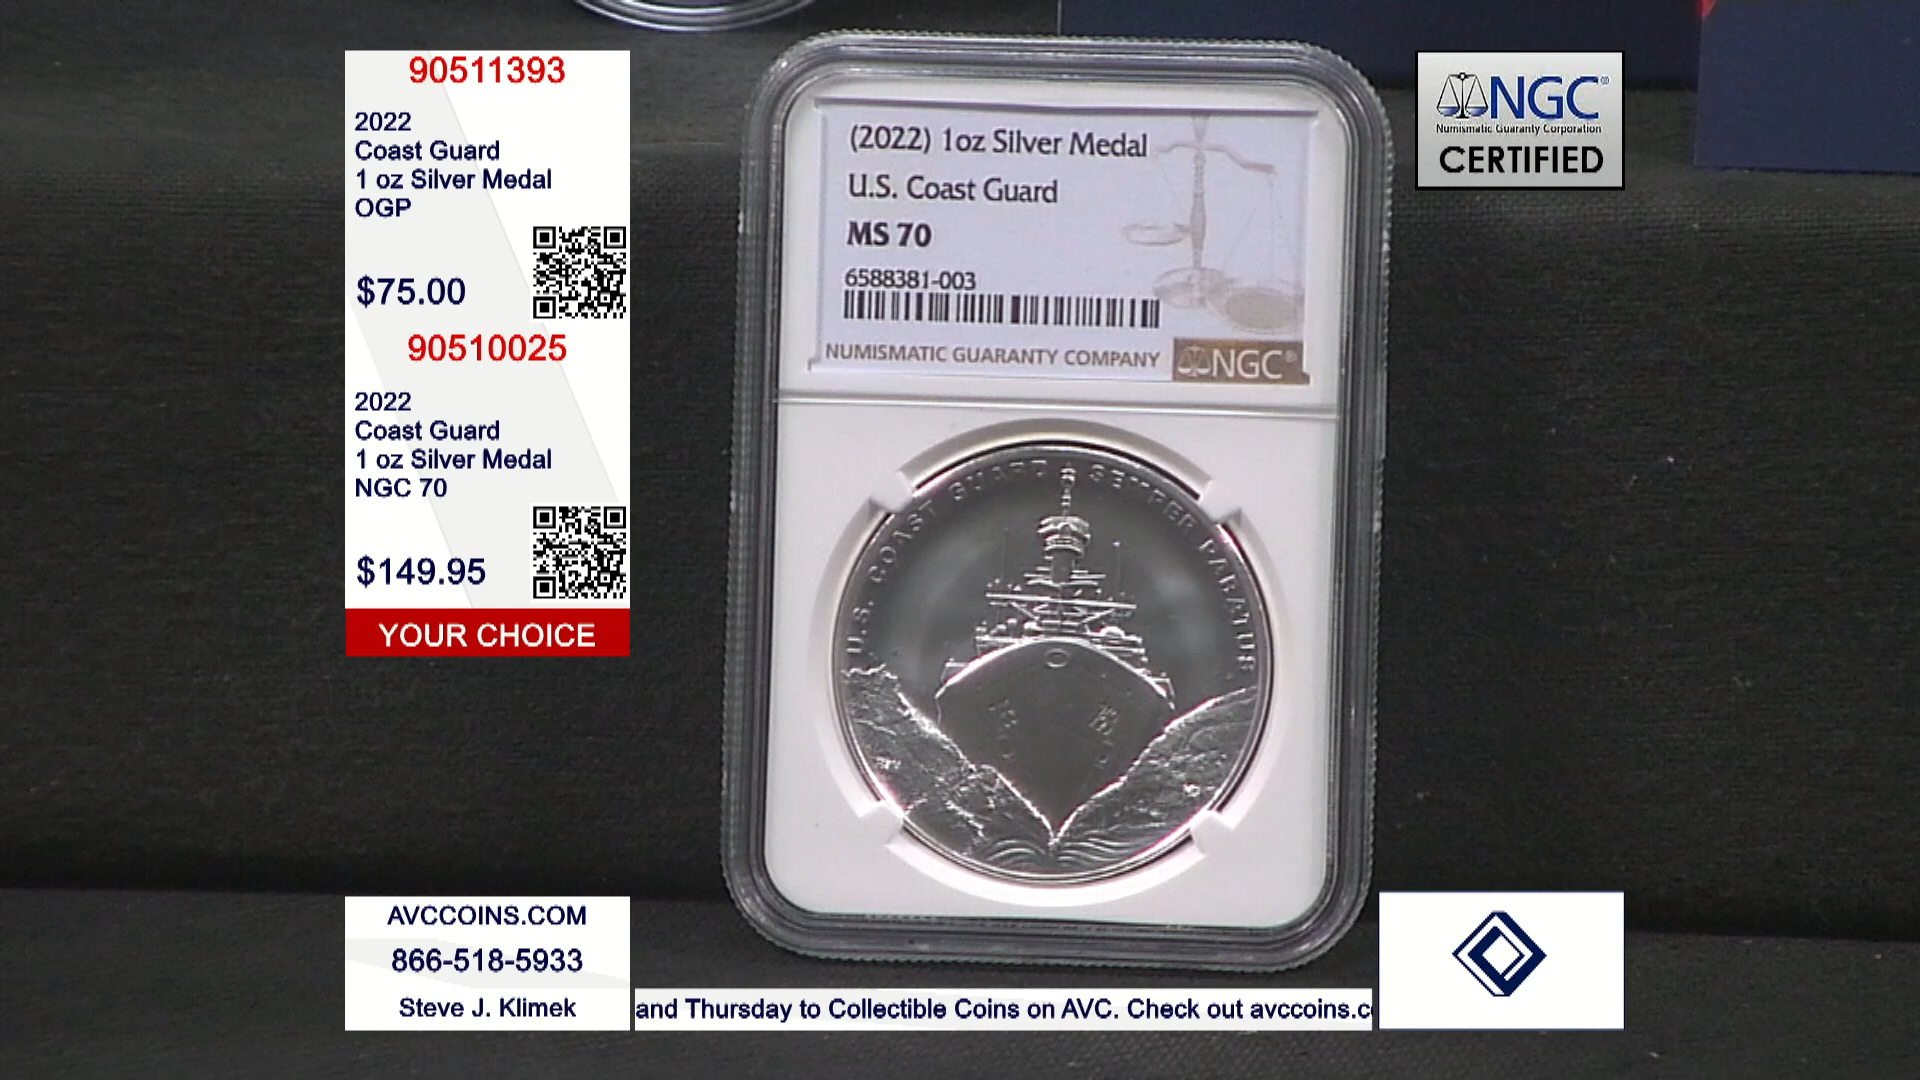 90511393
2022
Coast Guard
1 oz Silver Medal
OGP
$75.00
90510025
2022
Coast Guard
1 oz Silver Medal
NGC 70
$149.95
YOUR CHOICE
AVCCOINS.COM
866-518-5933
Steve J. Klimek
(2022) 1oz Silver Medal
U.S. Coast Guard
MS 70
6588381-003
NUMISMATIC GUARANTY COMPANY
NGC®
U.S. COAST GUARD SEMPER PARATUS
NGC®
Numismatic Guaranty Corporation
CERTIFIED
and Thursday to Collectible Coins on AVC. Check out avccoins.c